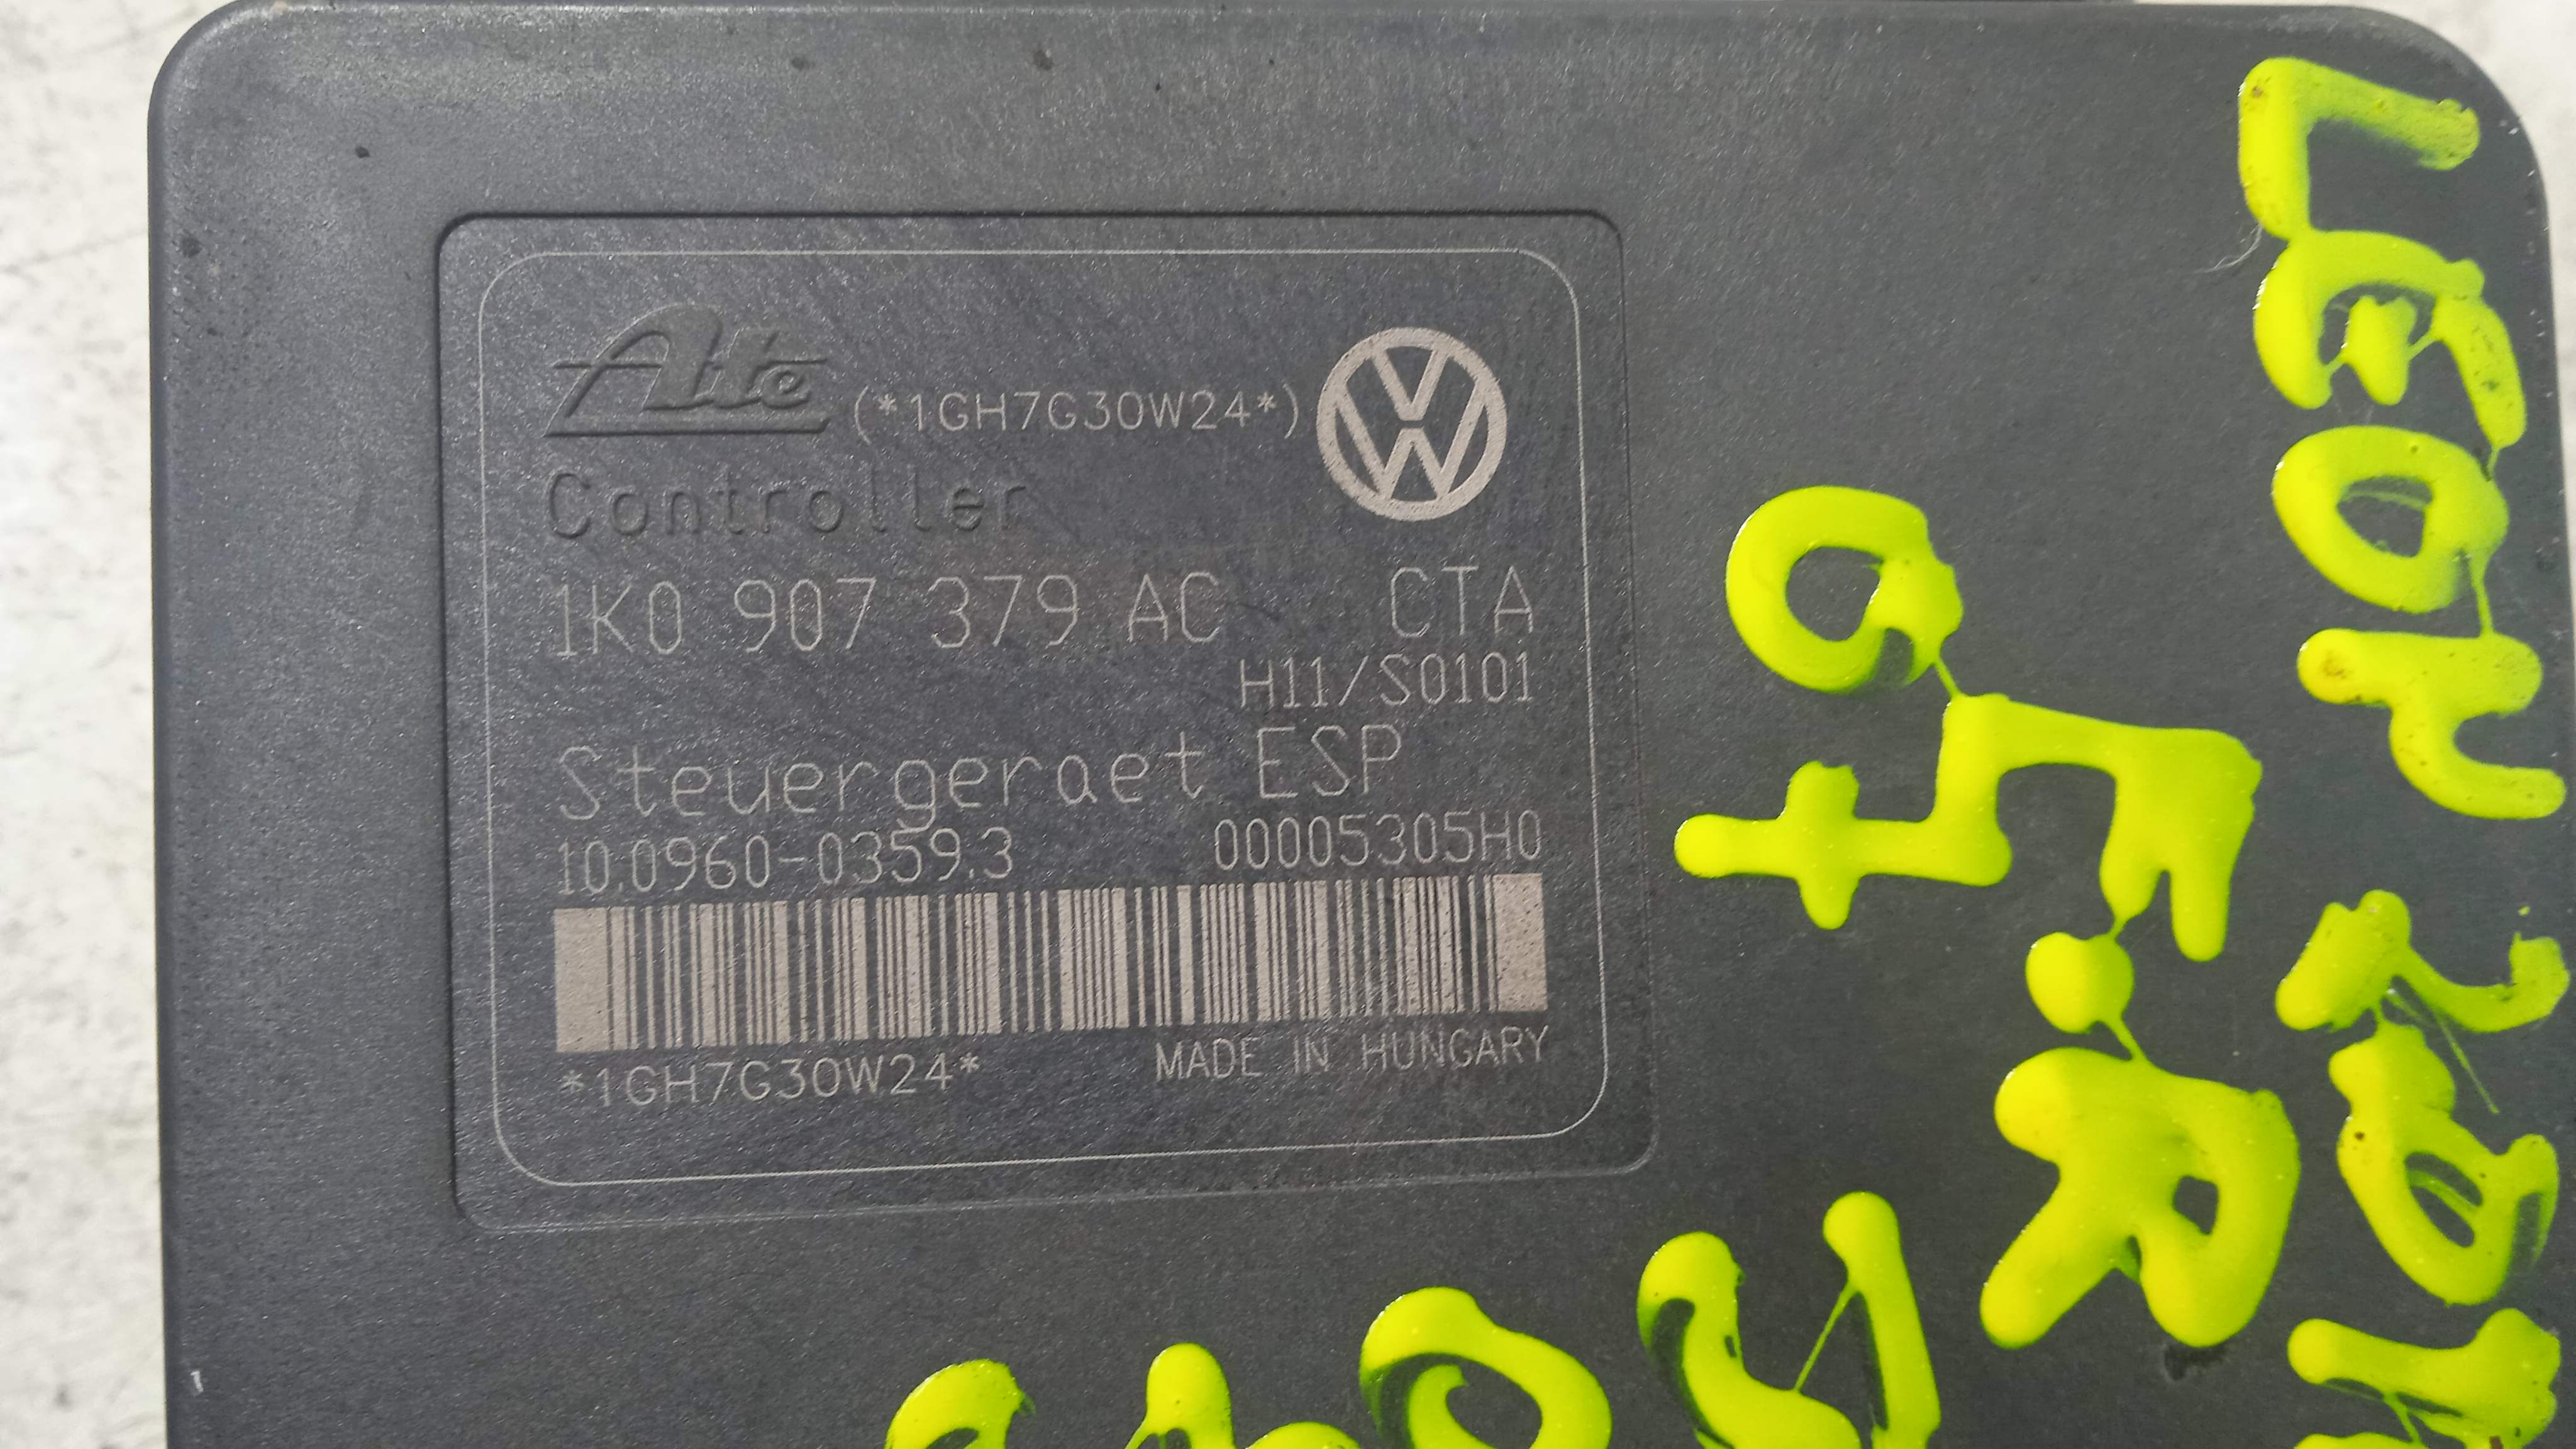 Ate (*1GH7G30W24*)
Controller
1K0 907 379 AC CTA
H11/S0101
Steuergeraet ESP
10.0960-0359.3 00005305H0
*1GH7G30W24* MADE IN HUNGARY
LEON